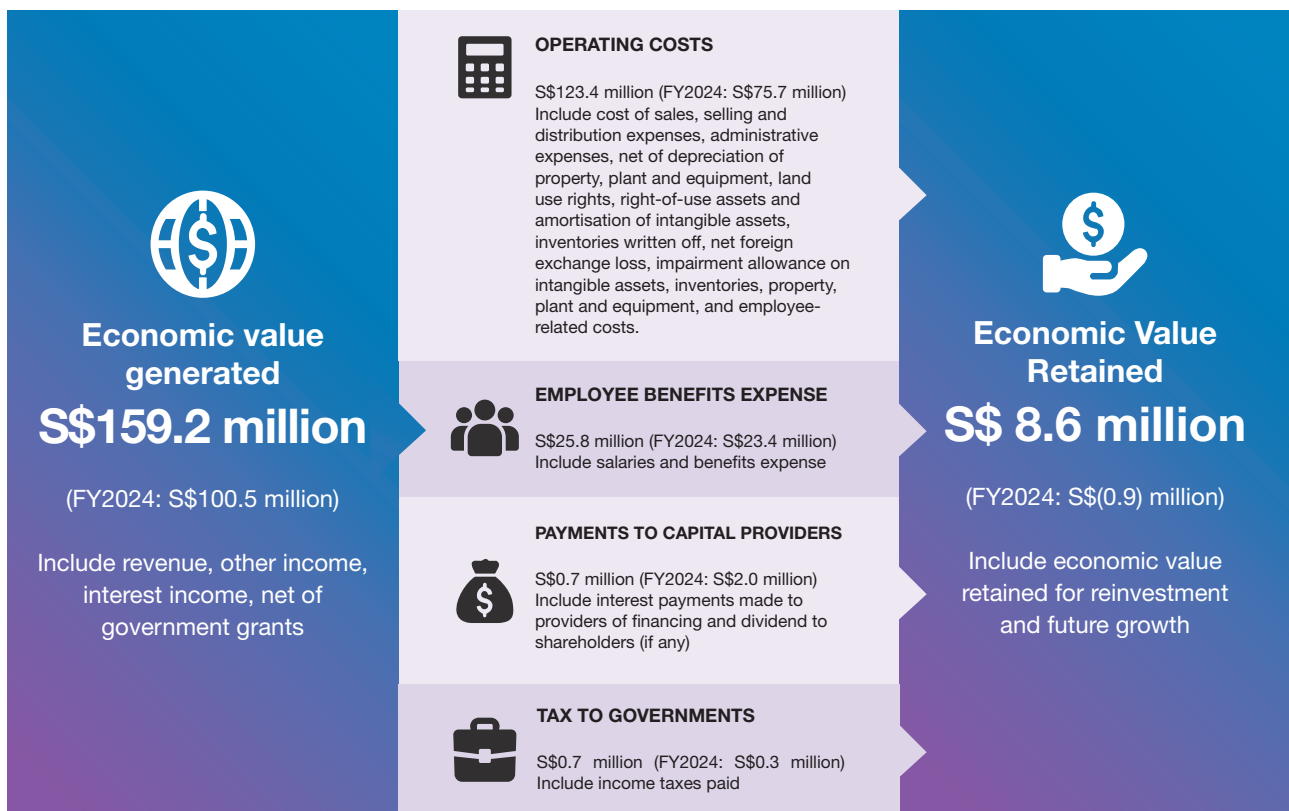 Economic value
generated
S$159.2 million
(FY2024: S$100.5 million)
Include revenue, other income,
interest income, net of
government grants
OPERATING COSTS
S$123.4 million (FY2024: S$75.7 million)
Include cost of sales, selling and
distribution expenses, administrative
expenses, net of depreciation of
property, plant and equipment, land
use rights, right-of-use assets and
amortisation of intangible assets,
inventories written off, net foreign
exchange loss, impairment allowance on
intangible assets, inventories, property,
plant and equipment, and employee-
related costs.
EMPLOYEE BENEFITS EXPENSE
S$25.8 million (FY2024: S$23.4 million)
Include salaries and benefits expense
PAYMENTS TO CAPITAL PROVIDERS
S$0.7 million (FY2024: S$2.0 million)
Include interest payments made to
providers of financing and dividend to
shareholders (if any)
TAX TO GOVERNMENTS
S$0.7 million (FY2024: S$0.3 million)
Include income taxes paid
Economic Value
Retained
S$ 8.6 million
(FY2024: S$(0.9) million)
Include economic value
retained for reinvestment
and future growth